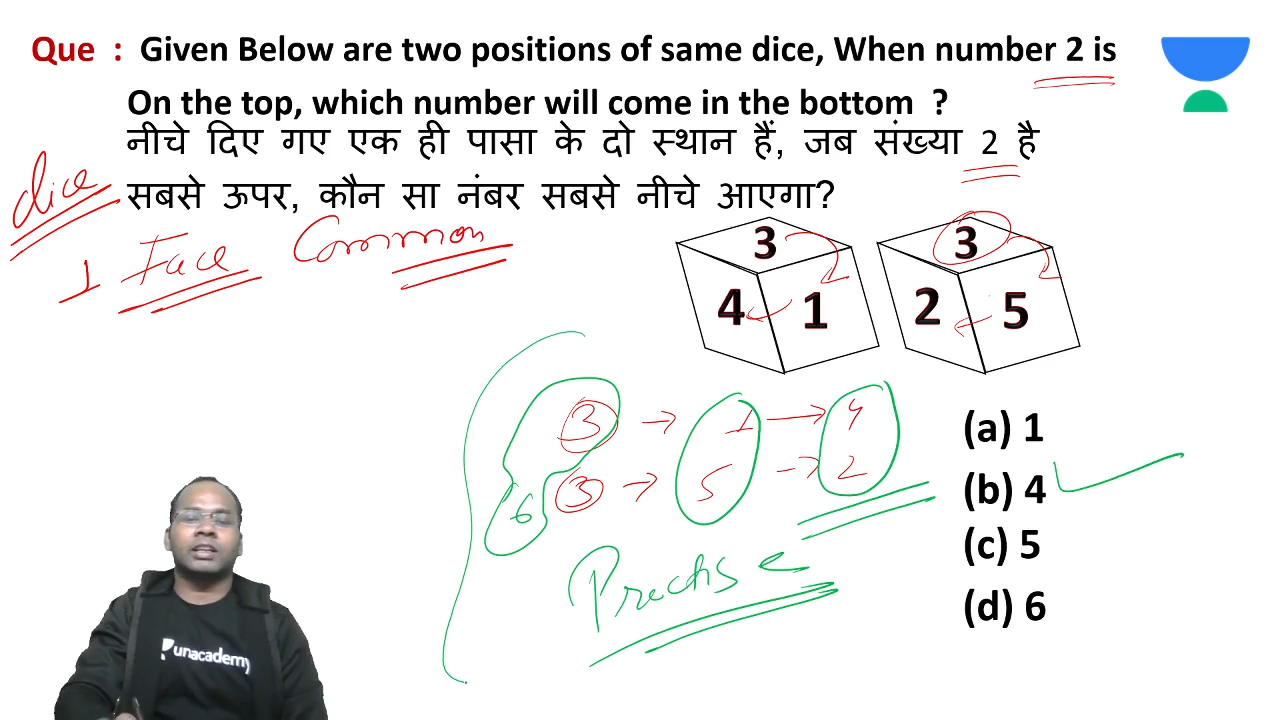 Que : Given Below are two positions of same dice, When number 2 is
On the top, which number will come in the bottom ?
नीचे दिए गए एक ही पासा के दो स्थान हैं, जब संख्या 2 है
सबसे ऊपर, कौन सा नंबर सबसे नीचे आएगा?
dice
1 Face Common
3
4 1
3
2 5
3 → 1 → 4
3 → 5 → 2
6
Prectise
(a) 1
(b) 4
(c) 5
(d) 6
unacademy